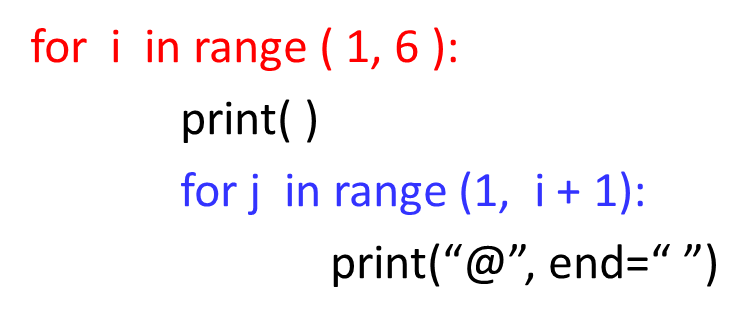 for i in range ( 1, 6 ):
print( )
for j in range (1, i + 1):
print(“@”, end=“ ”)